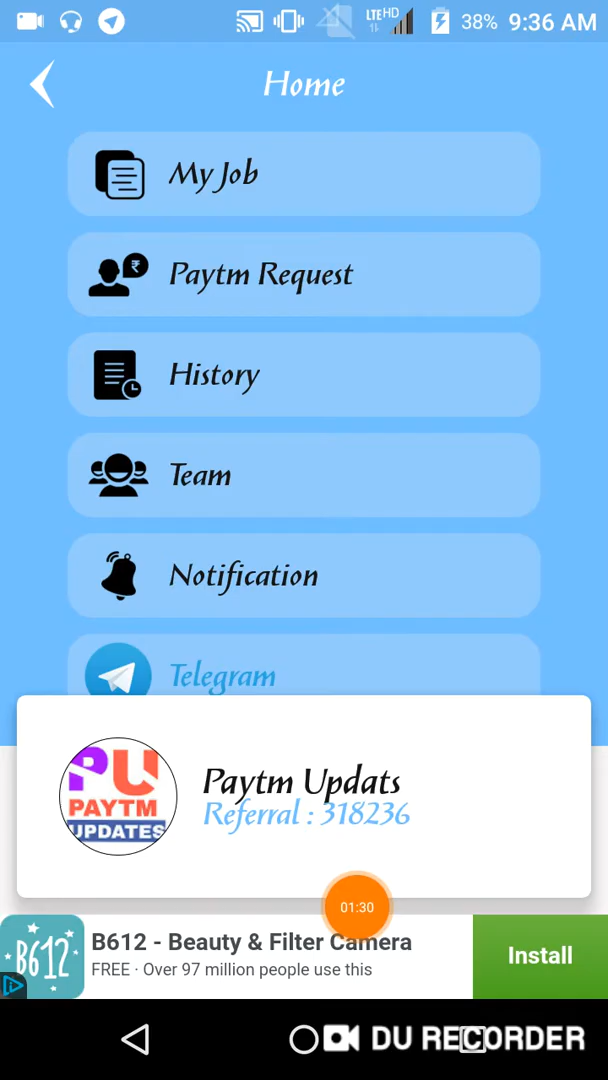 LTE HD 38% 9:36 AM
Home
My Job
₹
Paytm Request
History
Team
Notification
Telegram
PU
PAYTM
UPDATES
Paytm Updats
Referral : 318236
01:30
B612
B612 - Beauty & Filter Camera
FREE · Over 97 million people use this
Install
DU RECORDER